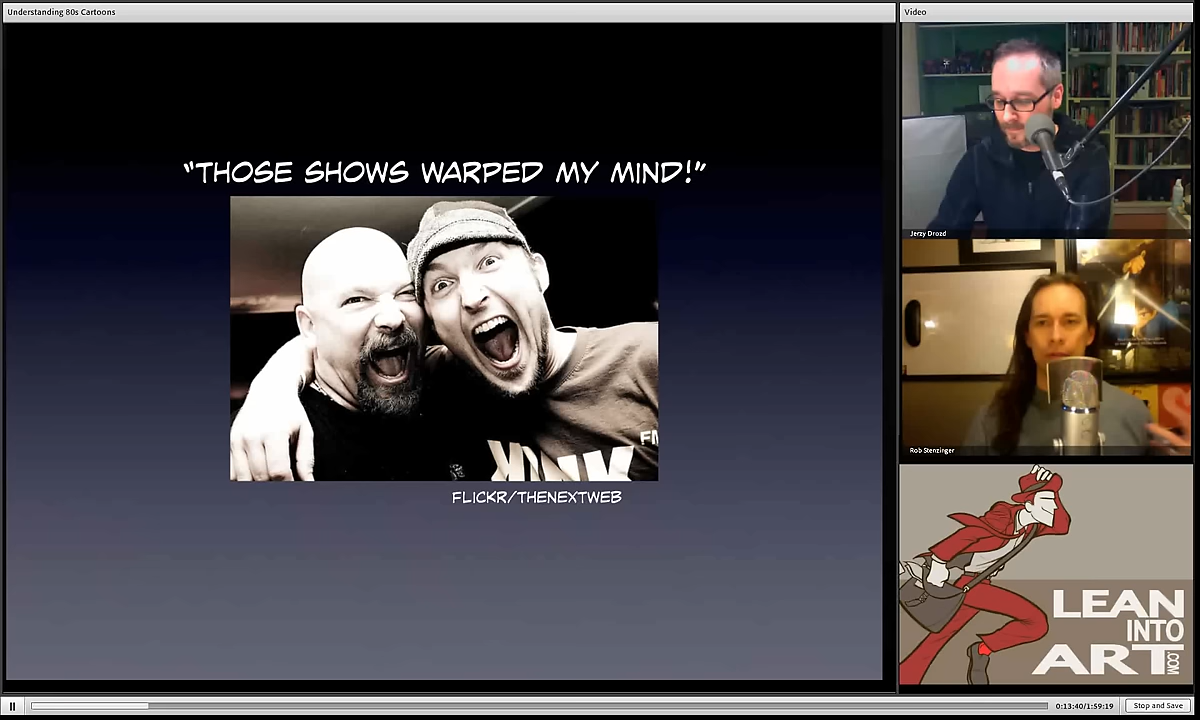 Understanding 80s Cartoons
"THOSE SHOWS WARPED MY MIND!"
FLICKR/THENEXTWEB
Video
Jerzy Drozd
Rob Stenzinger
LEAN
INTO
ART
.COM
0:13:40/1:59:19
Stop and Save